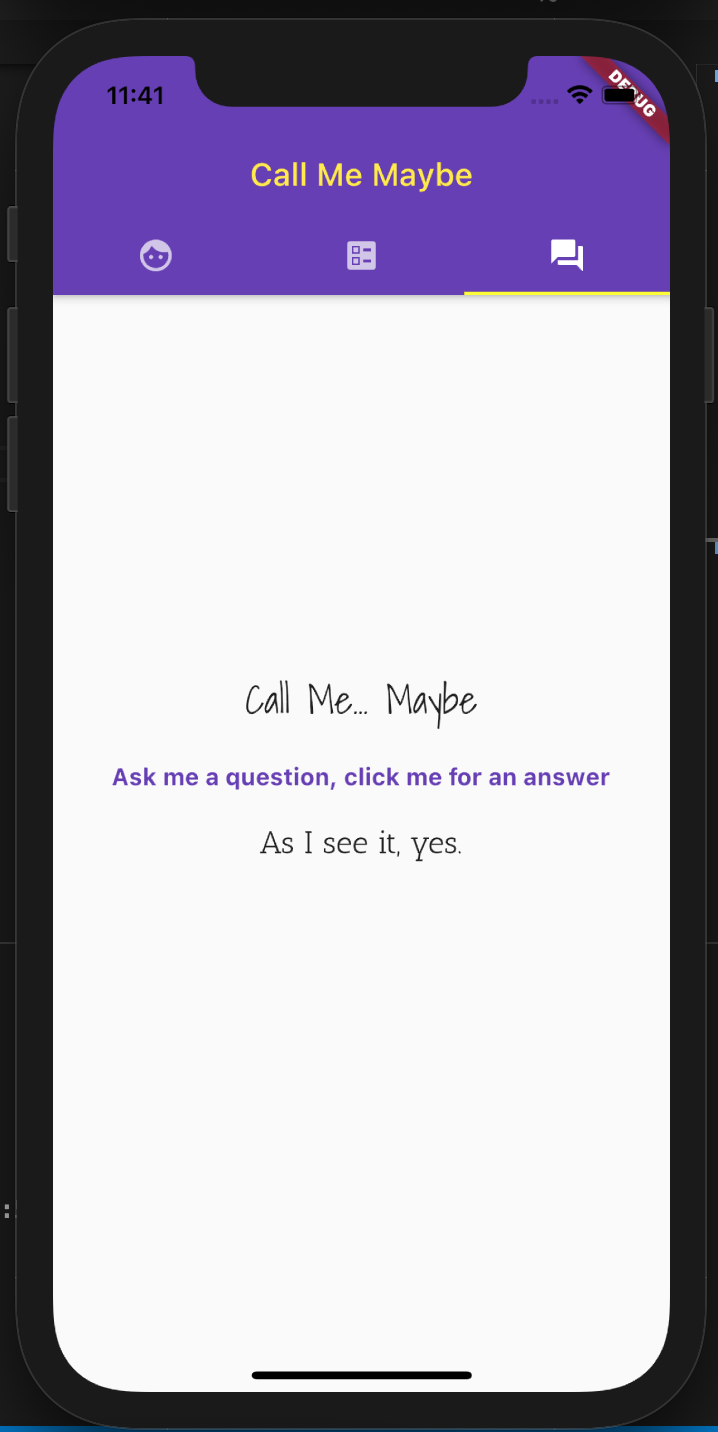 11:41
DEBUG
Call Me Maybe
Call Me... Maybe
Ask me a question, click me for an answer
As I see it, yes.